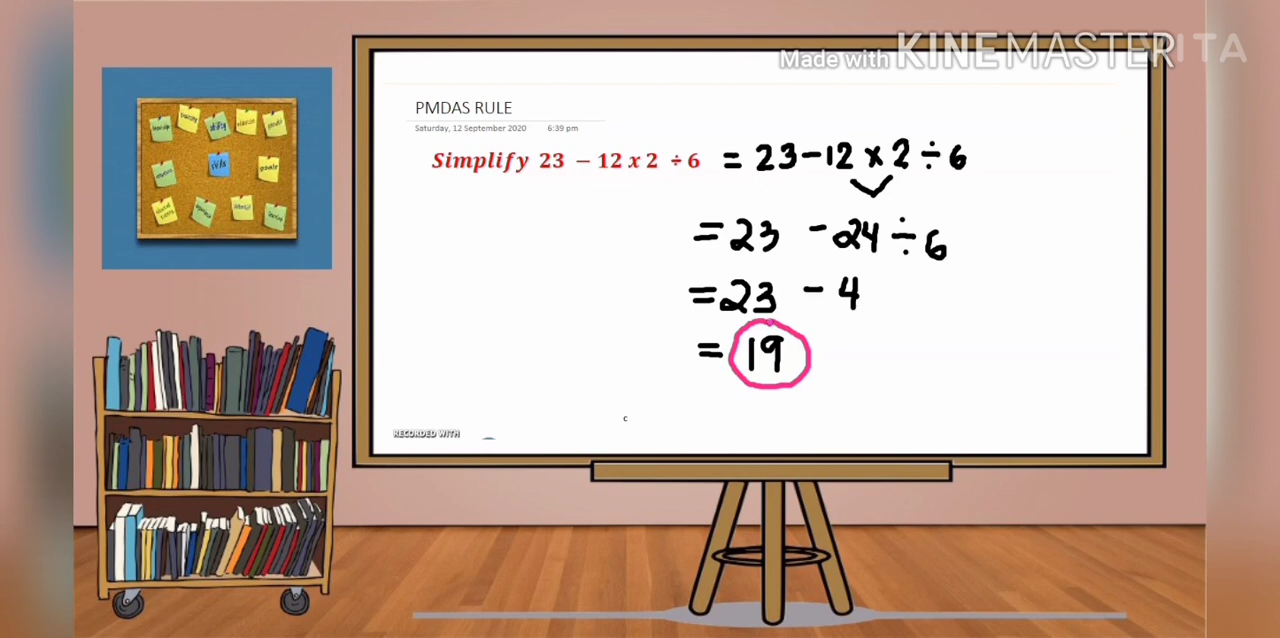 Made with KINEMASTER
PMDAS RULE
Saturday, 12 September 2020 6:39 pm
Simplify 23 − 12 x 2 ÷ 6 = 23 − 12 x 2 ÷ 6
= 23 − 24 ÷ 6
= 23 − 4
= 19
c
RECORDED WITH
skills